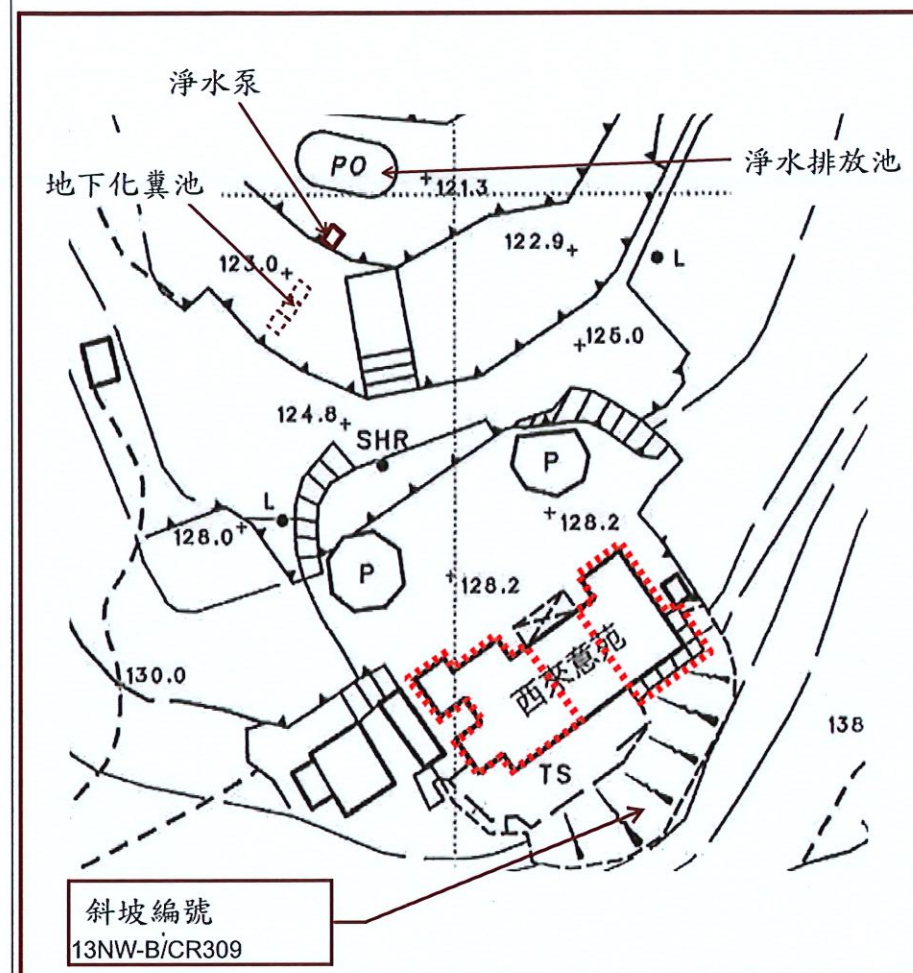 淨水泵
PO
淨水排放池
121.3
地下化糞池
122.9
123.0
L
125.0
124.8
SHR
P
L
128.0
128.2
P
128.2
西來意苑
130.0
138
TS
斜坡編號
13NW-B/CR309